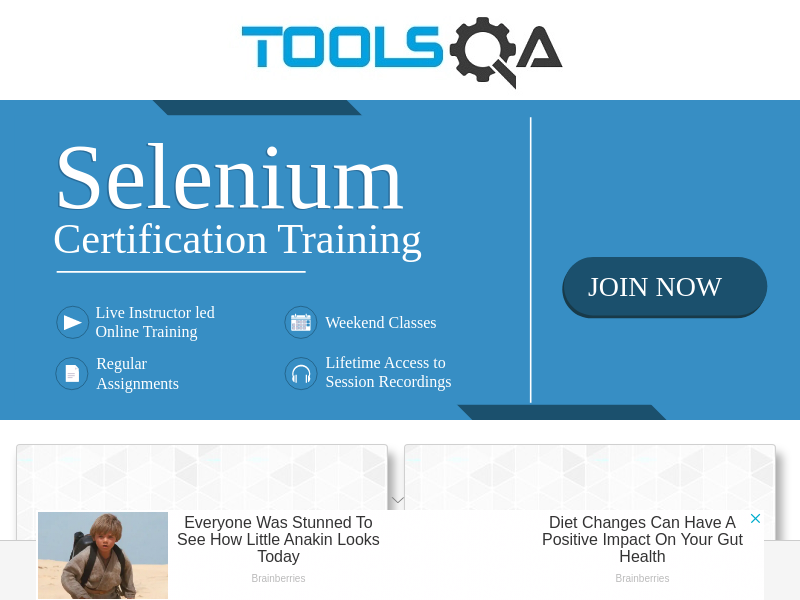 TOOLSQA
Selenium
Certification Training
JOIN NOW
Live Instructor led
Online Training
Weekend Classes
Regular
Assignments
Lifetime Access to
Session Recordings
Everyone Was Stunned To
See How Little Anakin Looks
Today
Brainberries
Diet Changes Can Have A
Positive Impact On Your Gut
Health
Brainberries